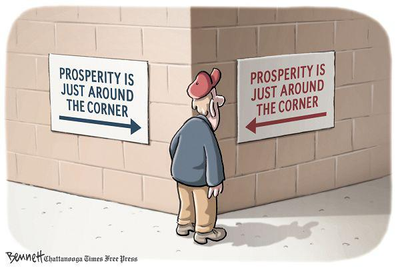 PROSPERITY IS
JUST AROUND
THE CORNER
PROSPERITY IS
JUST AROUND
THE CORNER
Bennett Chattanooga Times Free Press